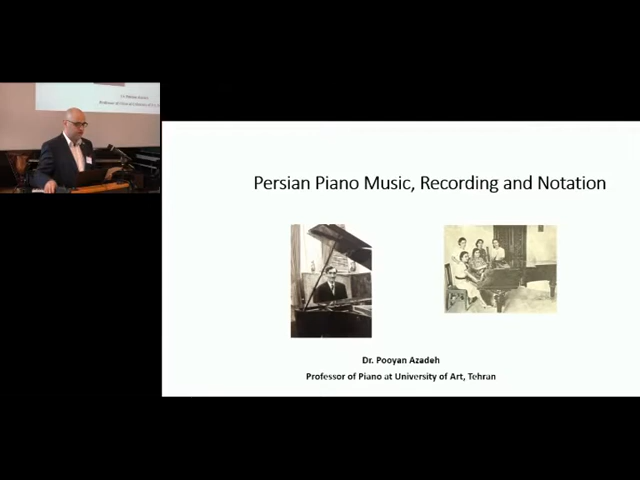 Persian Piano Music, Recording and Notation
Dr. Pooyan Azadeh
Professor of Piano at University of Art, Tehran